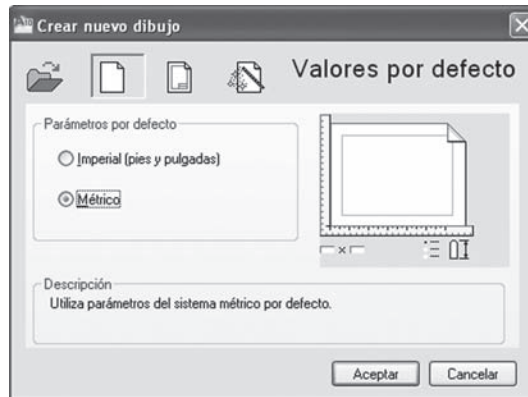 Crear nuevo dibujo
Valores por defecto
Parámetros por defecto
Imperial (pies y pulgadas)
Métrico
Descripción
Utiliza parámetros del sistema métrico por defecto.
Aceptar
Cancelar